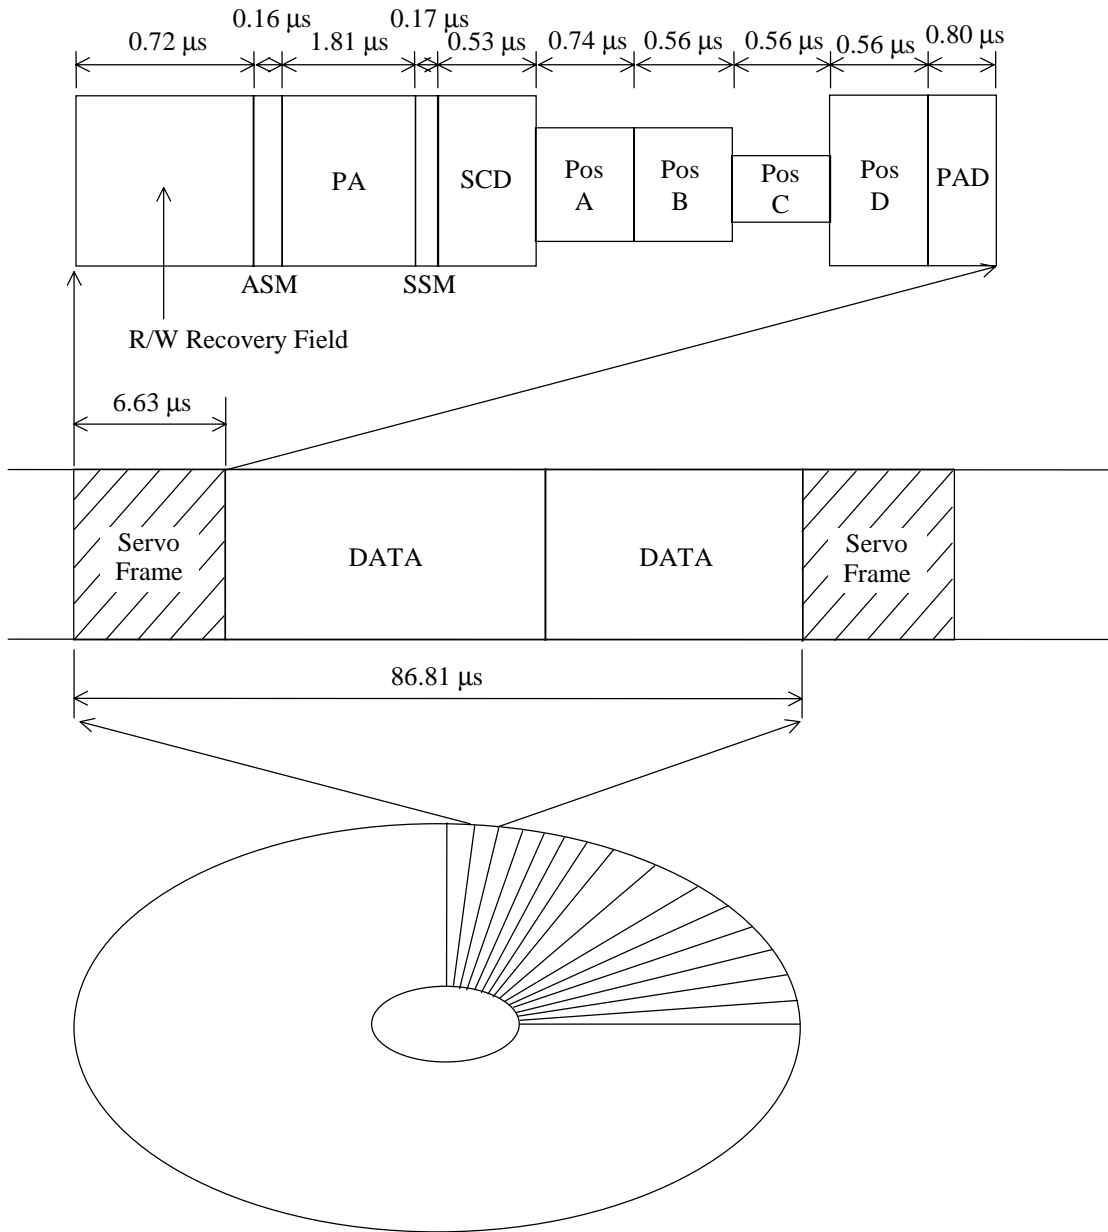 0.16 μs 0.17 μs
0.72 μs 1.81 μs 0.53 μs 0.74 μs 0.56 μs 0.56 μs 0.56 μs 0.80 μs
PA SCD Pos A Pos B Pos C Pos D PAD
ASM SSM
R/W Recovery Field
6.63 μs
Servo Frame DATA DATA Servo Frame
86.81 μs